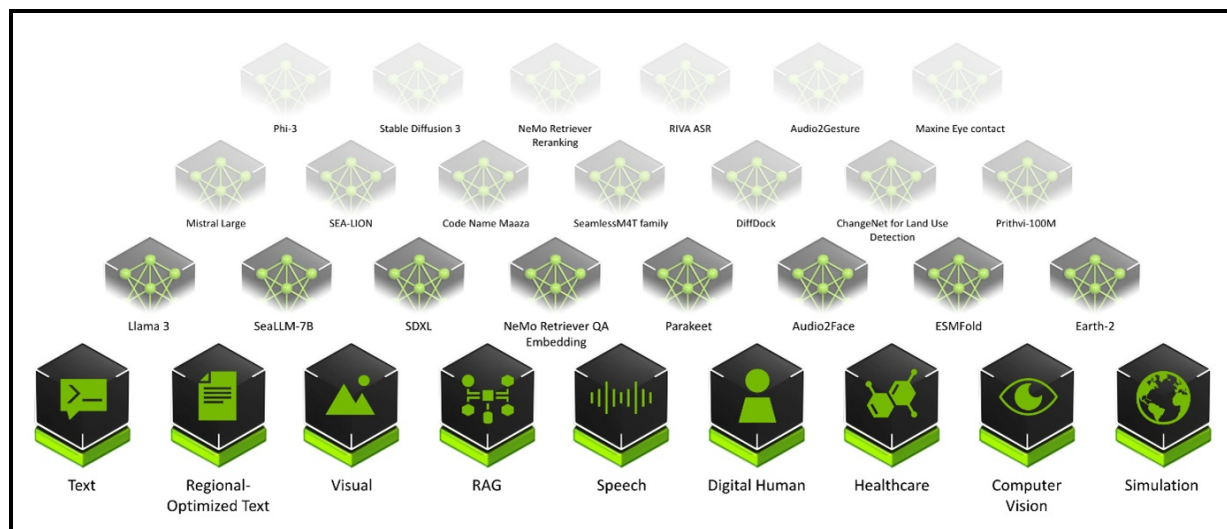 Phi-3
Stable Diffusion 3
NeMo Retriever
Reranking
RIVA ASR
Audio2Gesture
Maxine Eye contact
Mistral Large
SEA-LION
Code Name Maaza
SeamlessM4T family
DiffDock
ChangeNet for Land Use
Detection
Prithvi-100M
Llama 3
SeaLLM-7B
SDXL
NeMo Retriever QA
Embedding
Parakeet
Audio2Face
ESMFold
Earth-2
Text
Regional-
Optimized Text
Visual
RAG
Speech
Digital Human
Healthcare
Computer
Vision
Simulation